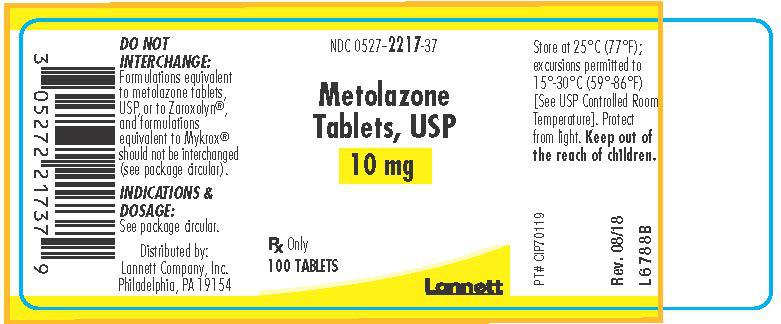 3 05272 21737 9
DO NOT
INTERCHANGE:
Formulations equivalent
to metolazone tablets,
USP, or to Zaroxolyn®,
and formulations
equivalent to Mykrox®
should not be interchanged
(see package circular).
INDICATIONS &
DOSAGE:
See package circular.
Distributed by:
Lannett Company, Inc.
Philadelphia, PA 19154
NDC 0527-2217-37
Metolazone
Tablets, USP
10 mg
Rx Only
100 TABLETS
Lannett
Store at 25°C (77°F);
excursions permitted to
15°-30°C (59°-86°F)
[See USP Controlled Room
Temperature]. Protect
from light. Keep out of
the reach of children.
PT# CIP70119
Rev. 08/18
L6788B